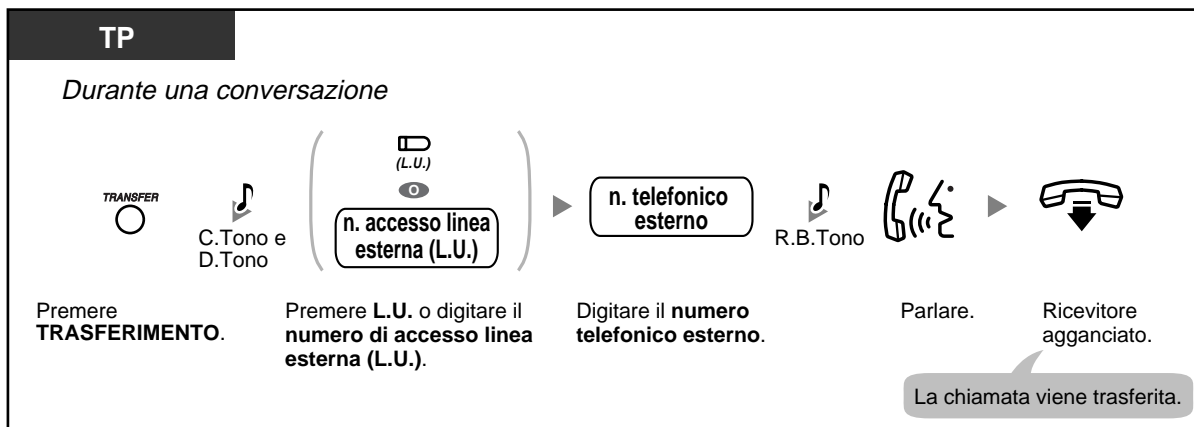 TP
Durante una conversazione
TRANSFER
C.Tono e
D.Tono
(L.U.)
O
n. accesso linea
esterna (L.U.)
n. telefonico
esterno
R.B.Tono
Premere
TRASFERIMENTO.
Premere L.U. o digitare il
numero di accesso linea
esterna (L.U.).
Digitare il numero
telefonico esterno.
Parlare.
Ricevitore
agganciato.
La chiamata viene trasferita.